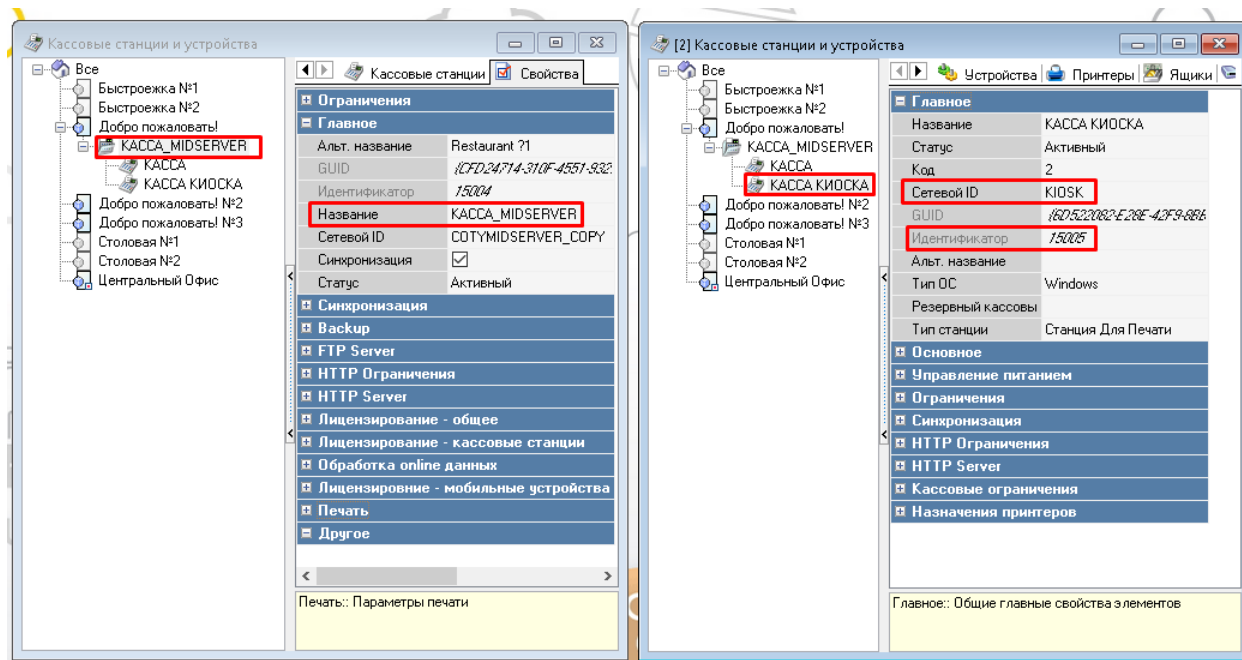 Кассовые станции и устройства
Все
Быстроежка №1
Быстроежка №2
Добро пожаловать!
КАССА_MIDSERVER
КАССА
КАССА КИОСКА
Добро пожаловать! №2
Добро пожаловать! №3
Столовая №1
Столовая №2
Центральный Офис
Кассовые станции Свойства
Ограничения
Главное
Альт. название Restaurant ?1
GUID
Идентификатор 15004
Название КАССА_MIDSERVER
Сетевой ID COTYMIDSERVER_COPY
Синхронизация
Статус Активный
Синхронизация
Backup
FTP Server
HTTP Ограничения
HTTP Server
Лицензирование - общее
Лицензирование - кассовые станции
Обработка online данных
Лицензировние - мобильные устройства
Печать
Другое
Печать:: Параметры печати
[2] Кассовые станции и устройства
Все
Быстроежка №1
Быстроежка №2
Добро пожаловать!
КАССА_MIDSERVER
КАССА
КАССА КИОСКА
Добро пожаловать! №2
Добро пожаловать! №3
Столовая №1
Столовая №2
Центральный Офис
Устройства Принтеры Ящики
Главное
Название КАССА КИОСКА
Статус Активный
Код 2
Сетевой ID KIOSK
GUID
Идентификатор 15005
Альт. название
Тип ОС Windows
Резервный кассовы
Тип станции Станция Для Печати
Основное
Управление питанием
Ограничения
Синхронизация
HTTP Ограничения
HTTP Server
Кассовые ограничения
Назначения принтеров
Главное:: Общие главные свойства элементов